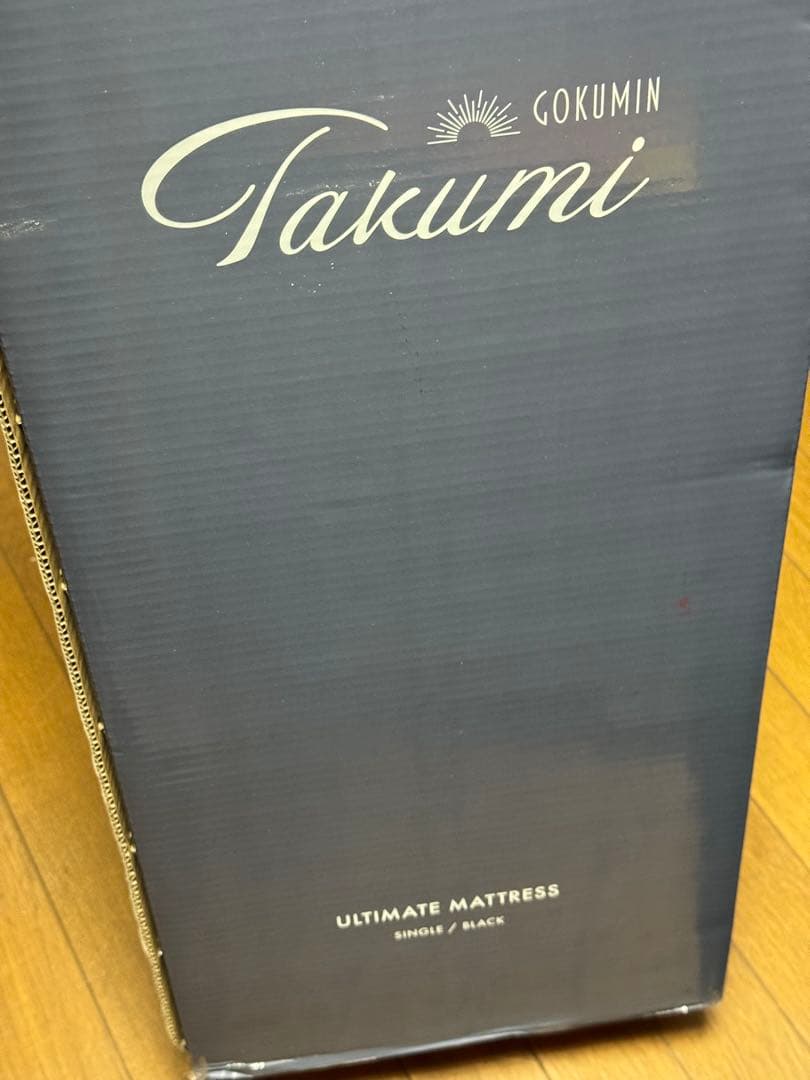 GOKUMIN
Takumi
ULTIMATE MATTRESS
SINGLE / BLACK